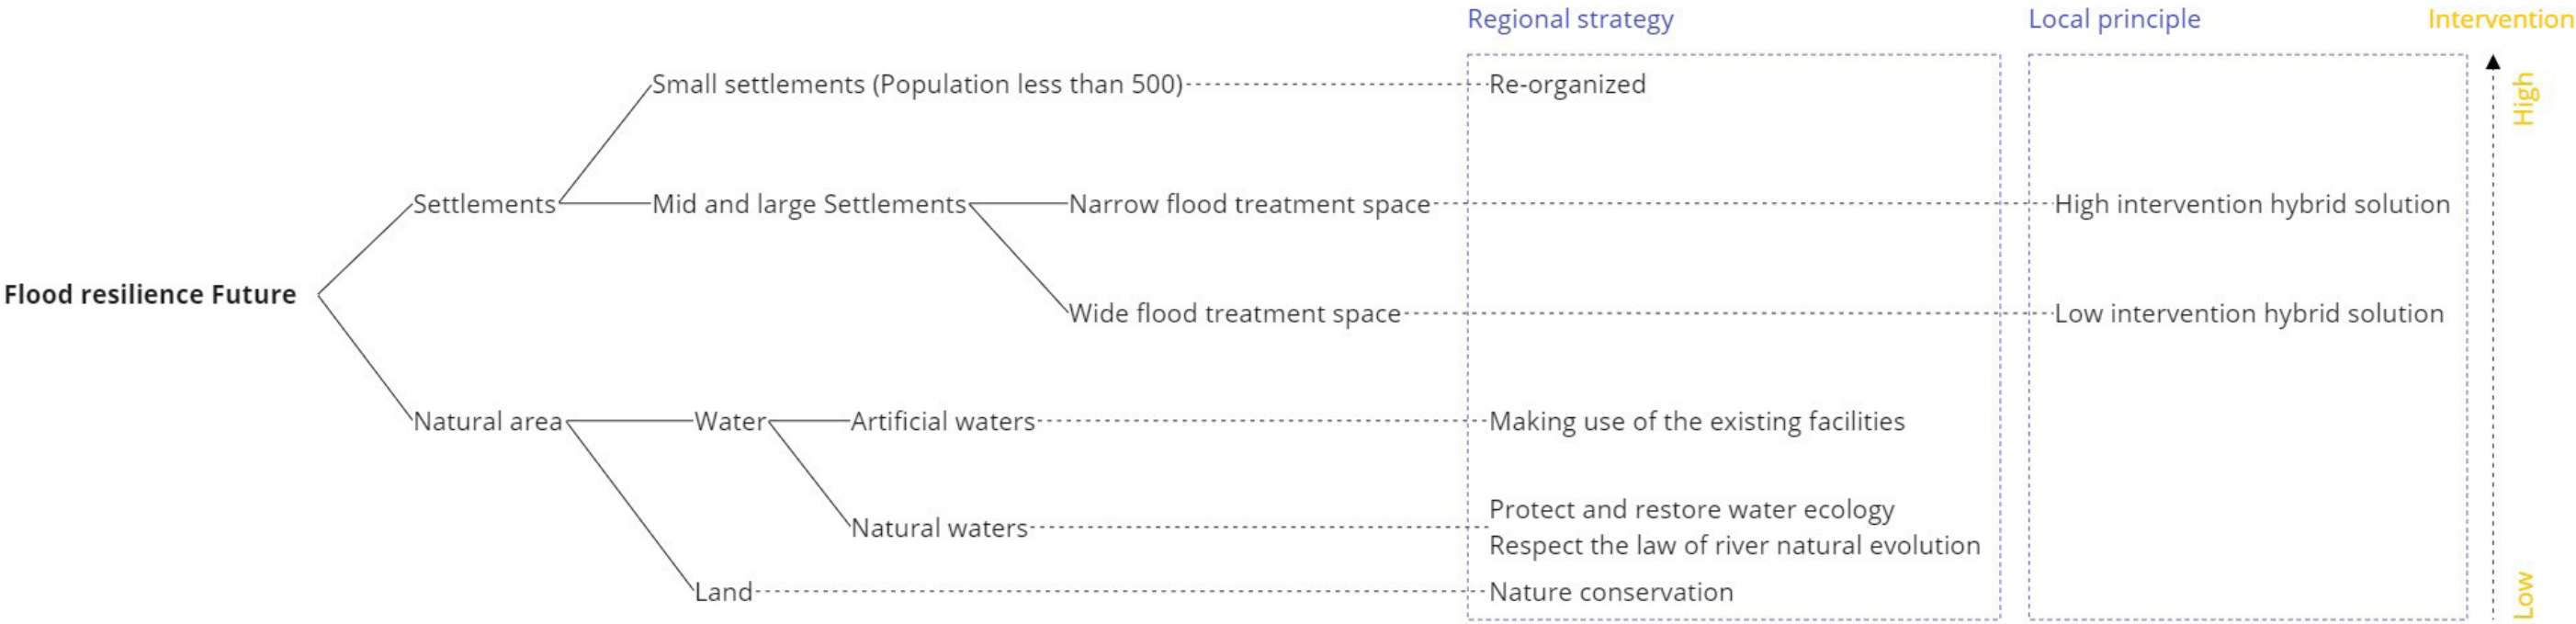 Regional strategy
Local principle
Intervention
Small settlements (Population less than 500)
Re-organized
High
Settlements
Mid and large Settlements
Narrow flood treatment space
High intervention hybrid solution
Flood resilience Future
Wide flood treatment space
Low intervention hybrid solution
Natural area
Water
Artificial waters
Making use of the existing facilities
Natural waters
Protect and restore water ecology
Respect the law of river natural evolution
Land
Nature conservation
Low